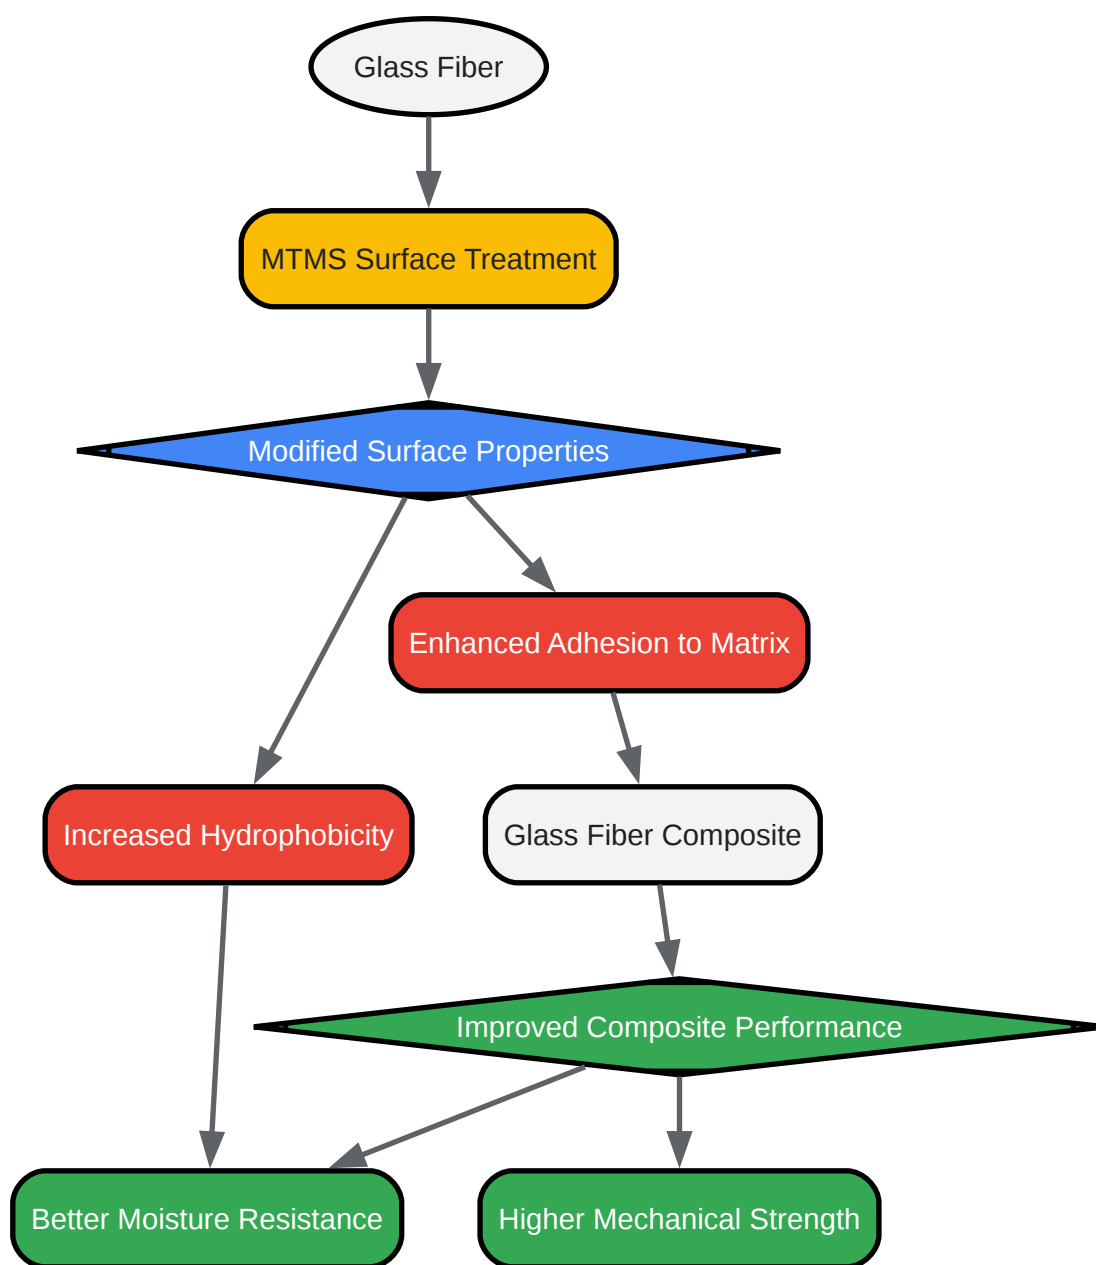 Glass Fiber
MTMS Surface Treatment
Modified Surface Properties
Enhanced Adhesion to Matrix
Increased Hydrophobicity
Glass Fiber Composite
Improved Composite Performance
Better Moisture Resistance
Higher Mechanical Strength